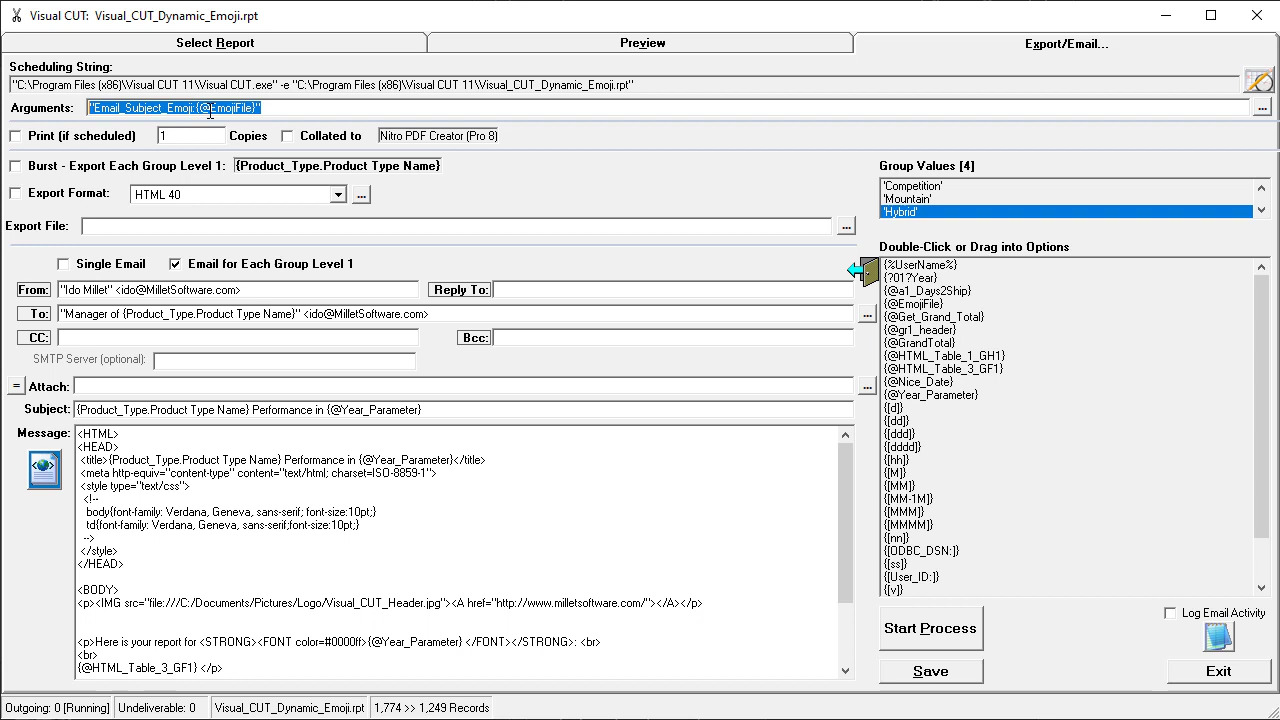 Visual CUT: Visual_CUT_Dynamic_Emoji.rpt
Select Report
Preview
Export/Email...
Scheduling String:
"C:\Program Files (x86)\Visual CUT 11\Visual CUT.exe" -e "C:\Program Files (x86)\Visual CUT 11\Visual_CUT_Dynamic_Emoji.rpt"
Arguments: "Email_Subject_Emoji:{@EmojiFile}" ...
Print (if scheduled) 1 Copies Collated to Nitro PDF Creator (Pro 8)
Burst - Export Each Group Level 1: {Product_Type.Product Type Name}
Export Format: HTML 40 ...
Export File: ...
Single Email Email for Each Group Level 1
From: "Ido Millet" <ido@MilletSoftware.com> Reply To:
To: "Manager of {Product_Type.Product Type Name}" <ido@MilletSoftware.com> ...
CC: Bcc:
SMTP Server (optional):
= Attach: ...
Subject: {Product_Type.Product Type Name} Performance in {@Year_Parameter}
Message:
<HTML>
<HEAD>
<title>{Product_Type.Product Type Name} Performance in {@Year_Parameter}</title>
<meta http-equiv="content-type" content="text/html; charset=ISO-8859-1">
<style type="text/css">
<!--
body{font-family: Verdana, Geneva, sans-serif; font-size:10pt;}
td{font-family: Verdana, Geneva, sans-serif;font-size:10pt;}
-->
</style>
</HEAD>
<BODY>
<p><IMG src="file:///C:/Documents/Pictures/Logo/Visual_CUT_Header.jpg"><A href="http://www.milletsoftware.com/"></A></p>
<p>Here is your report for <STRONG><FONT color=#0000ff>{@Year_Parameter} </FONT></STRONG>: <br>
<br>
{@HTML_Table_3_GF1} </p>
Group Values [4]
'Competition'
'Mountain'
'Hybrid'
Double-Click or Drag into Options
{%UserName%}
{?2017Year}
{@a1_Days2Ship}
{@EmojiFile}
{@Get_Grand_Total}
{@gr1_header}
{@GrandTotal}
{@HTML_Table_1_GH1}
{@HTML_Table_3_GF1}
{@Nice_Date}
{@Year_Parameter}
{[d]}
{[dd]}
{[ddd]}
{[dddd]}
{[hh]}
{[M]}
{[MM]}
{[MM-1M]}
{[MMM]}
{[MMMM]}
{[nn]}
{[ODBC_DSN:]}
{[ss]}
{[User_ID:]}
{[v]}
Start Process
Log Email Activity
Save
Exit
Outgoing: 0 [Running] Undeliverable: 0 Visual_CUT_Dynamic_Emoji.rpt 1,774 >> 1,249 Records